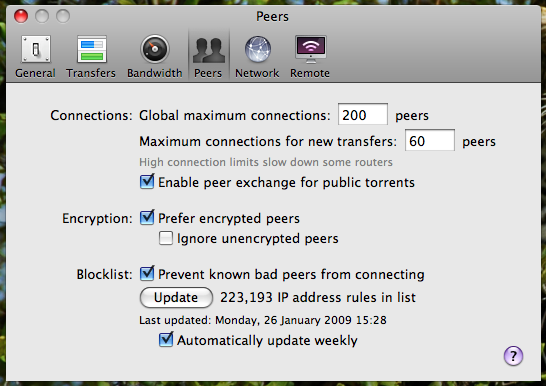 Peers
General Transfers Bandwidth Peers Network Remote
Connections: Global maximum connections: 200 peers
Maximum connections for new transfers: 60 peers
High connection limits slow down some routers
Enable peer exchange for public torrents
Encryption: Prefer encrypted peers
Ignore unencrypted peers
Blocklist: Prevent known bad peers from connecting
Update 223,193 IP address rules in list
Last updated: Monday, 26 January 2009 15:28
Automatically update weekly
?